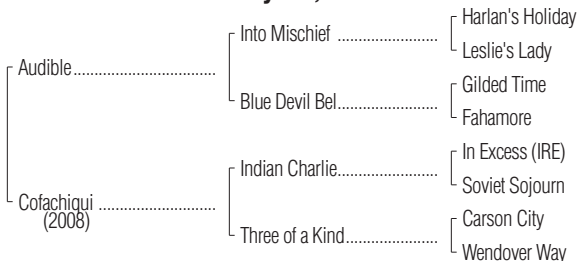 Harlan's Holiday
Into Mischief ........................
Leslie's Lady
Audible..................................
Gilded Time
Blue Devil Bel........................
Fahamore
In Excess (IRE)
Indian Charlie........................
Soviet Sojourn
Cofachiqui ............................
(2008)
Carson City
Three of a Kind......................
Wendover Way